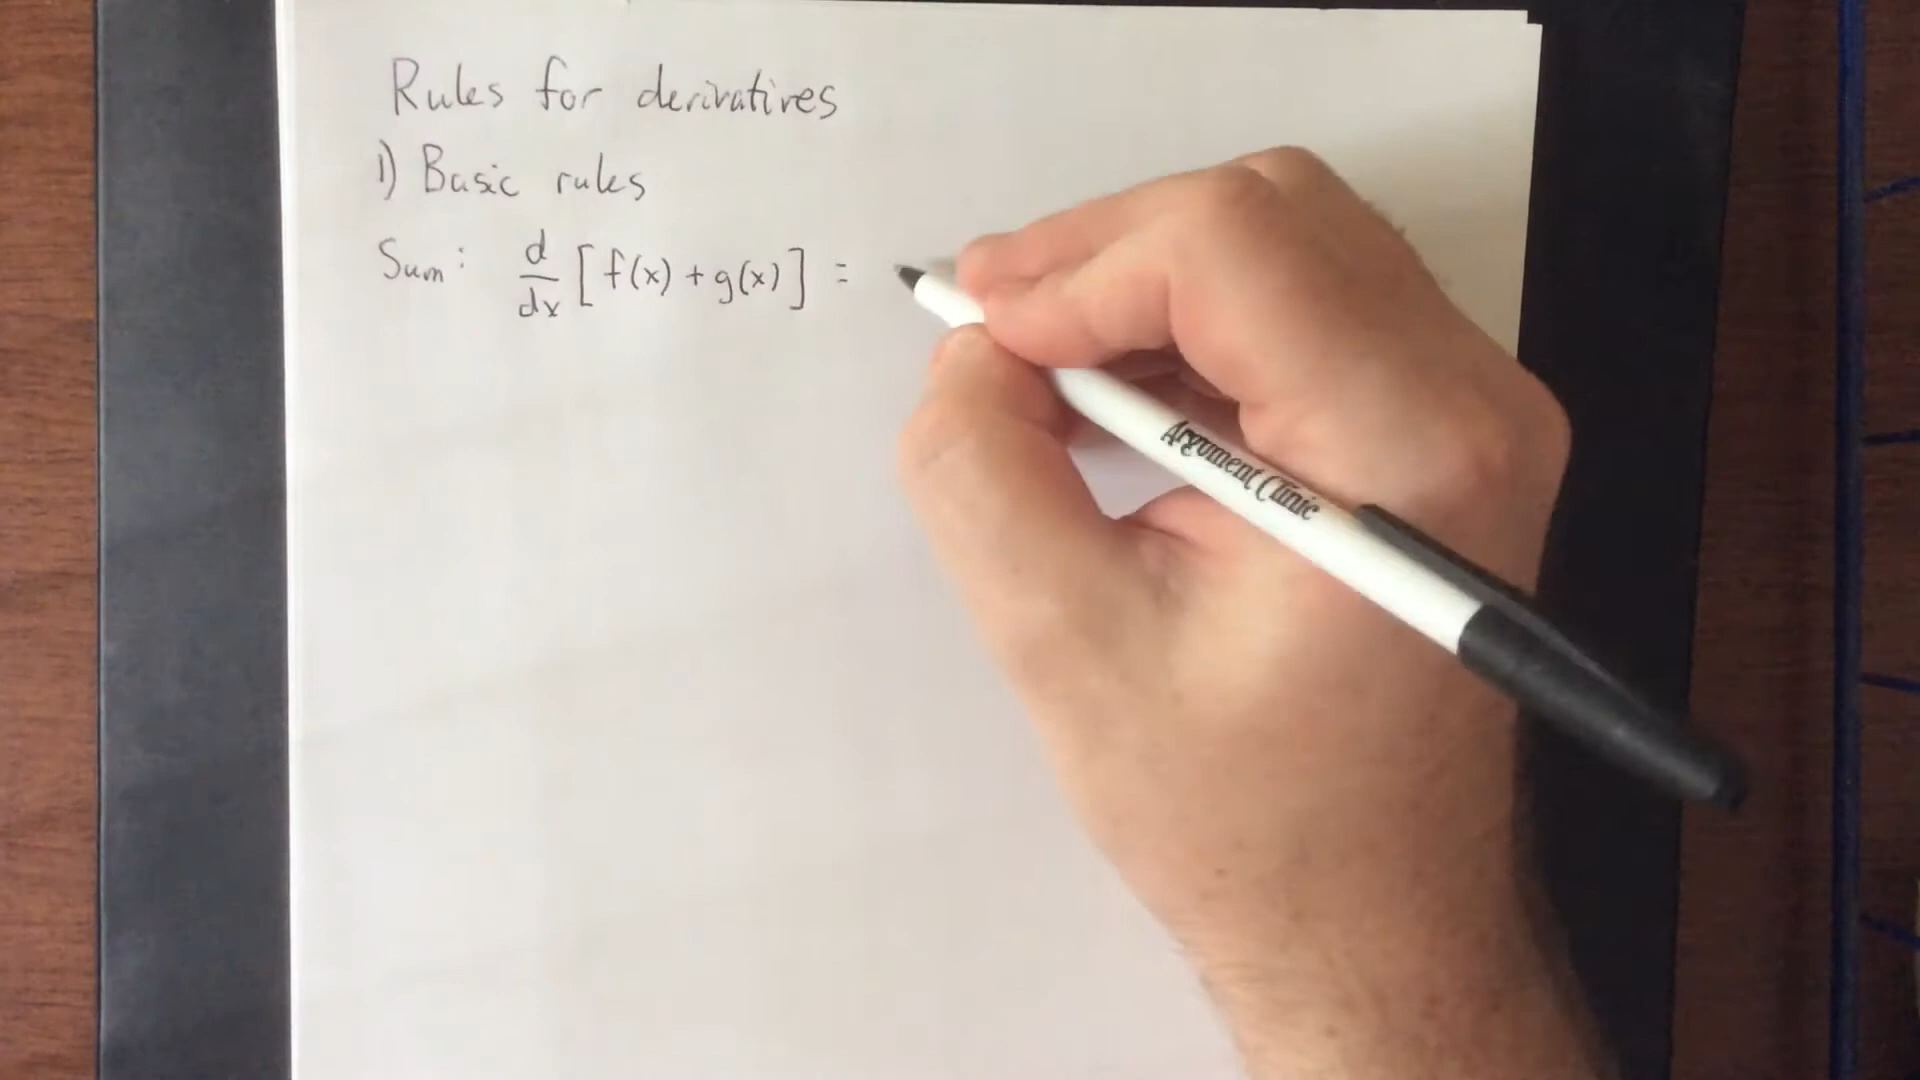 Rules for derivatives
1) Basic rules
Sum: d/dx [f(x) + g(x)] =
Argument Clinic